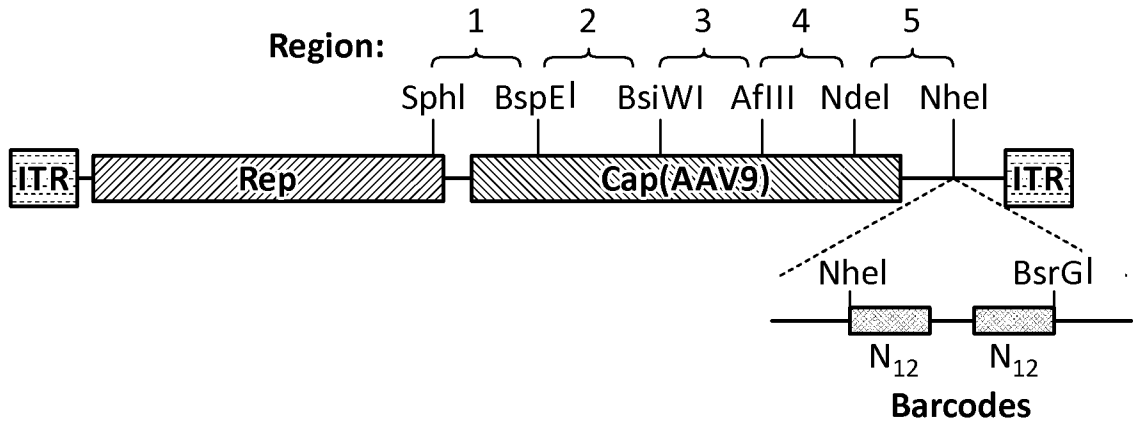 1 2 3 4 5
Region:
SphI BspEI BsiWI AfIII NdeI NheI
ITR Rep Cap(AAV9) ITR
NheI BsrGI
N12 N12
Barcodes